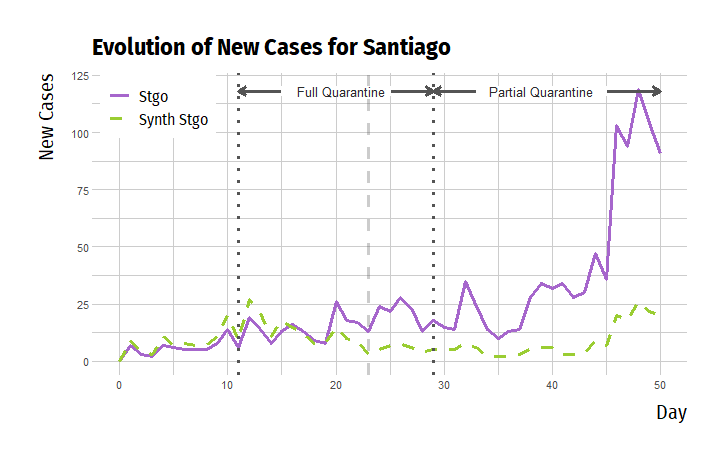 Evolution of New Cases for Santiago
New Cases
125
100
75
50
25
0
Stgo
Synth Stgo
Full Quarantine
Partial Quarantine
0
10
20
30
40
50
Day